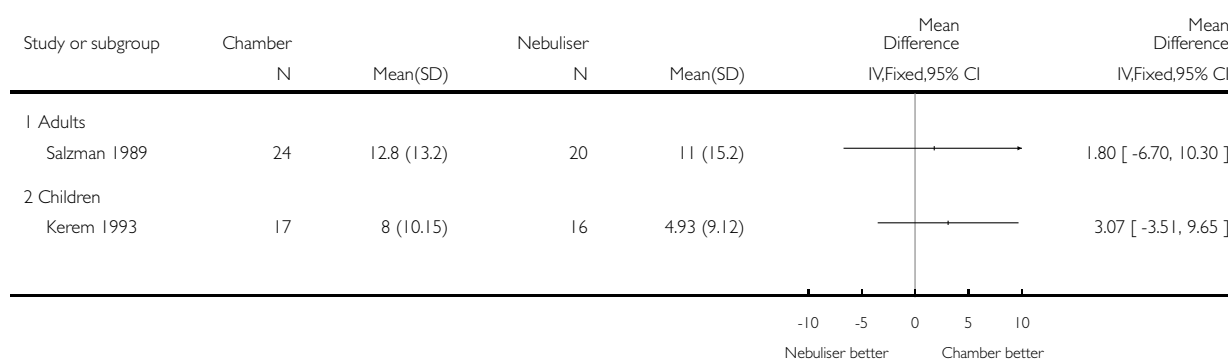 Study or subgroup Chamber Nebuliser Mean Difference Mean Difference
N Mean(SD) N Mean(SD) IV,Fixed,95% CI IV,Fixed,95% CI
1 Adults
Salzman 1989 24 12.8 (13.2) 20 11 (15.2) 1.80 [ -6.70, 10.30 ]
2 Children
Kerem 1993 17 8 (10.15) 16 4.93 (9.12) 3.07 [ -3.51, 9.65 ]
-10 -5 0 5 10
Nebuliser better Chamber better